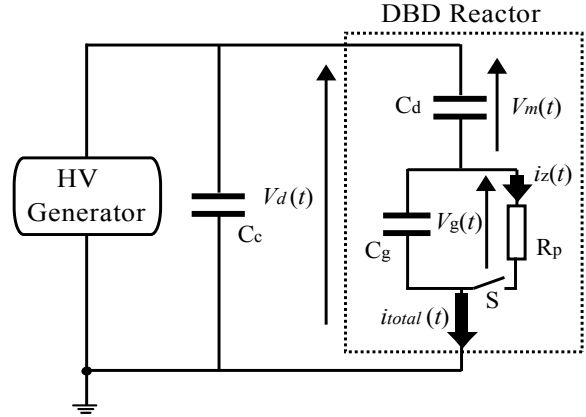 DBD Reactor
Cd
Vm(t)
HV
Generator
Cc
Vd (t)
iz(t)
Cg
Vg(t)
Rp
S
itotal (t)